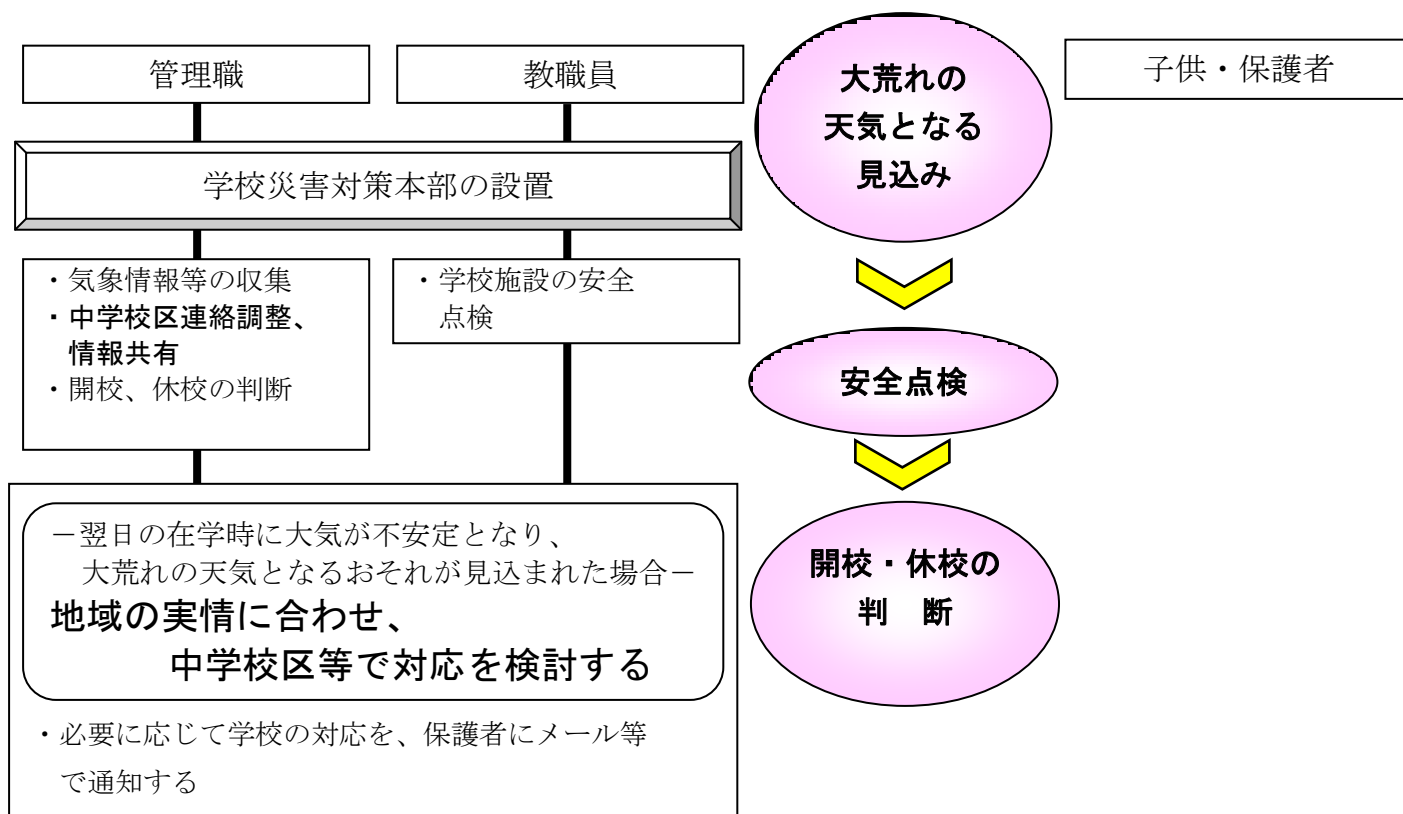 管理職
教職員
大荒れの
天気となる
見込み
子供・保護者
学校災害対策本部の設置
・気象情報等の収集
・中学校区連絡調整、
情報共有
・開校、休校の判断
・学校施設の安全
点検
安全点検
－翌日の在学時に大気が不安定となり、
大荒れの天気となるおそれが見込まれた場合－
地域の実情に合わせ、
中学校区等で対応を検討する
開校・休校の
判　断
・必要に応じて学校の対応を、保護者にメール等
で通知する